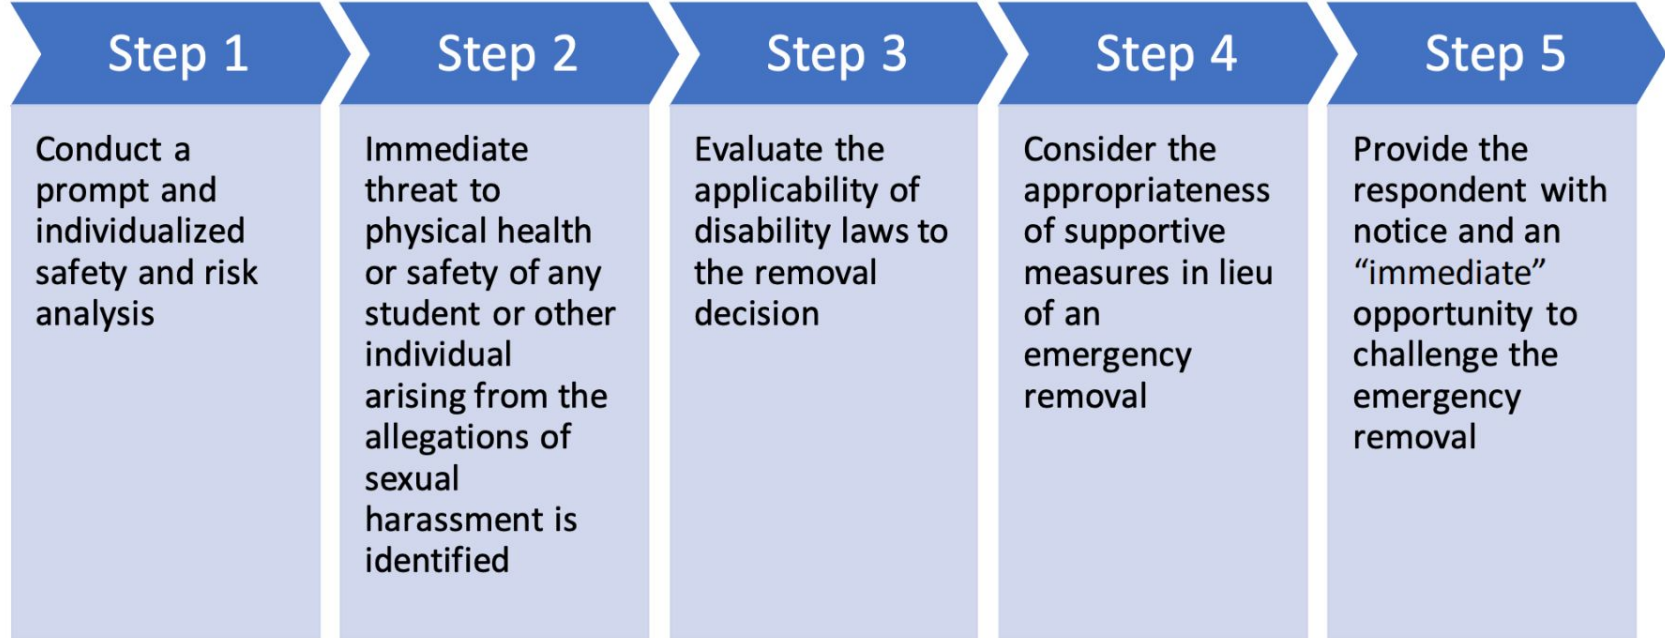 Step 1
Conduct a
prompt and
individualized
safety and risk
analysis
Step 2
Immediate
threat to
physical health
or safety of any
student or other
individual
arising from the
allegations of
sexual
harassment is
identified
Step 3
Evaluate the
applicability of
disability laws to
the removal
decision
Step 4
Consider the
appropriateness
of supportive
measures in lieu
of an
emergency
removal
Step 5
Provide the
respondent with
notice and an
“immediate”
opportunity to
challenge the
emergency
removal